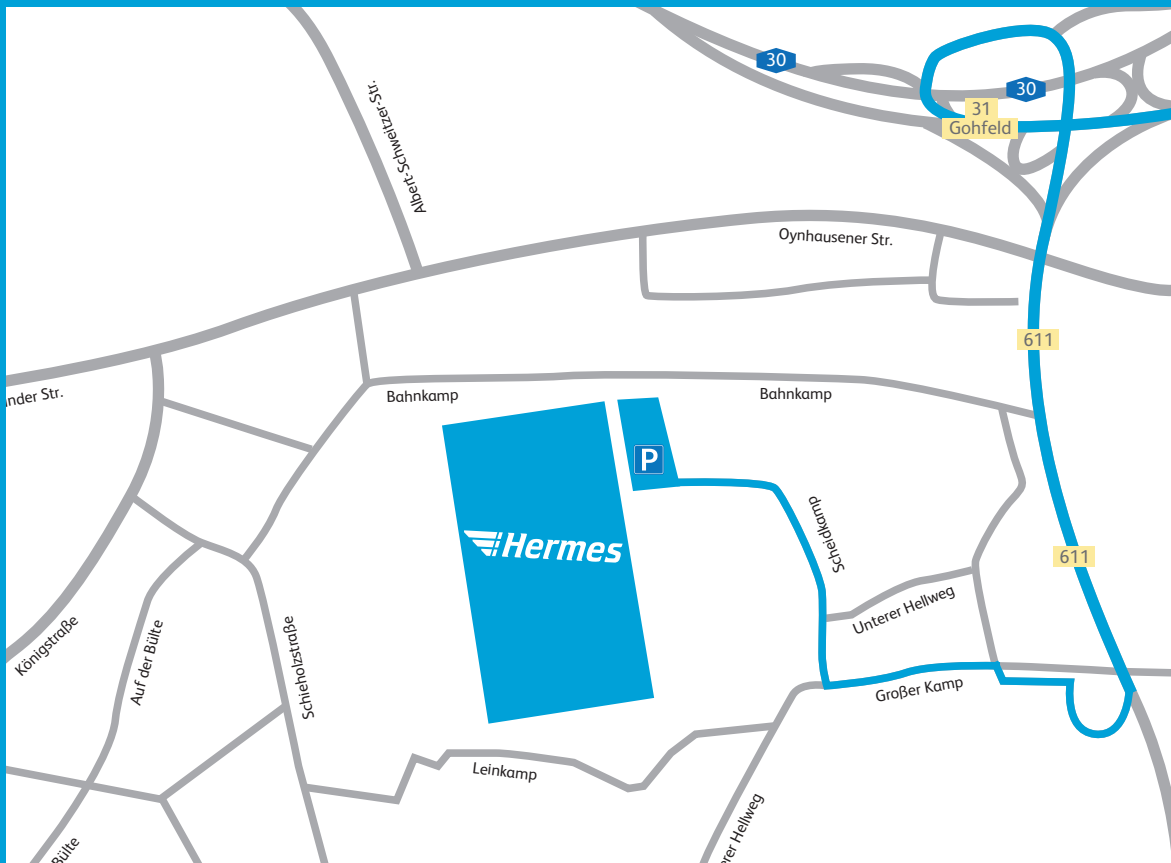 30
30
31
Gohfeld
Albert-Schweitzer-Str.
Oynhausener Str.
611
inder Str.
Bahnkamp
Bahnkamp
P
Scheidkamp
Hermes
611
Unterer Hellweg
Königstraße
Auf der Bülte
Schieholzstraße
Großer Kamp
Leinkamp
erer Hellweg
Bülte